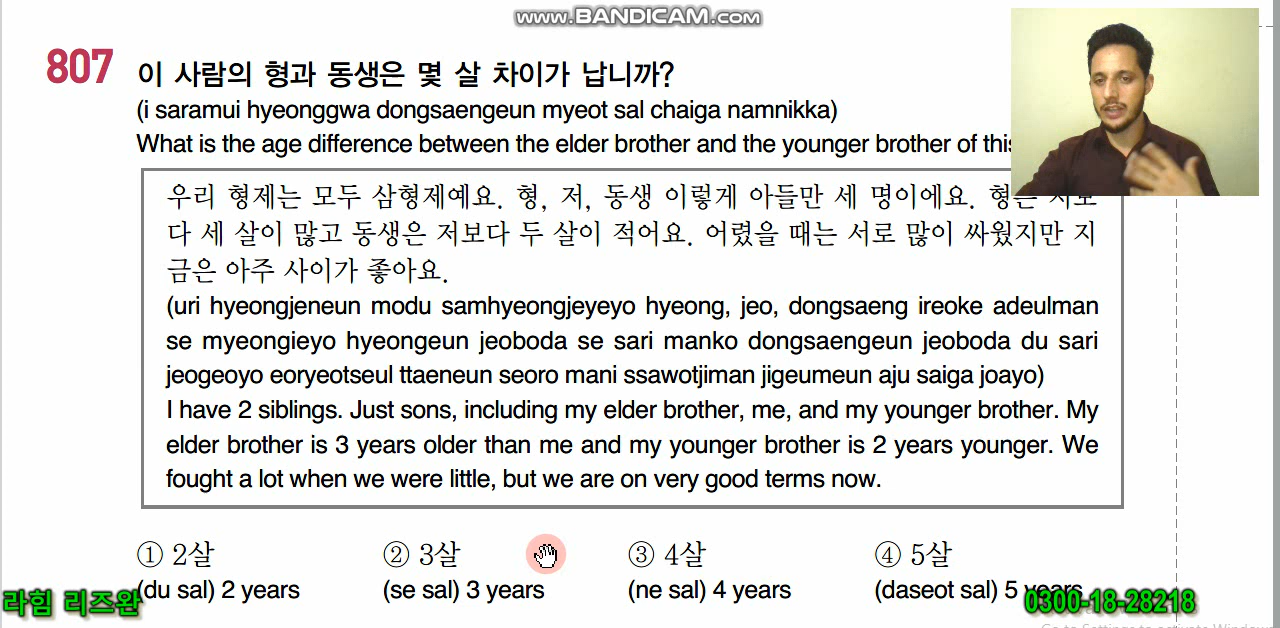 www.BANDICAM.com
807 이 사람의 형과 동생은 몇 살 차이가 납니까?
(i saramui hyeonggwa dongsaengeun myeot sal chaiga namnikka)
What is the age difference between the elder brother and the younger brother of this
우리 형제는 모두 삼형제예요. 형, 저, 동생 이렇게 아들만 세 명이에요. 형은 저보
다 세 살이 많고 동생은 저보다 두 살이 적어요. 어렸을 때는 서로 많이 싸웠지만 지
금은 아주 사이가 좋아요.
(uri hyeongjeneun modu samhyeongjeyeyo hyeong, jeo, dongsaeng ireoke adeulman
se myeongieyo hyeongeun jeoboda se sari manko dongsaengeun jeoboda du sari
jeogeoyo eoryeotseul ttaeneun seoro mani ssawotjiman jigeumeun aju saiga joayo)
I have 2 siblings. Just sons, including my elder brother, me, and my younger brother. My
elder brother is 3 years older than me and my younger brother is 2 years younger. We
fought a lot when we were little, but we are on very good terms now.
① 2살 ② 3살 ③ 4살 ④ 5살
(du sal) 2 years (se sal) 3 years (ne sal) 4 years (daseot sal) 5 years
라힘 리즈완 0300-18-28218